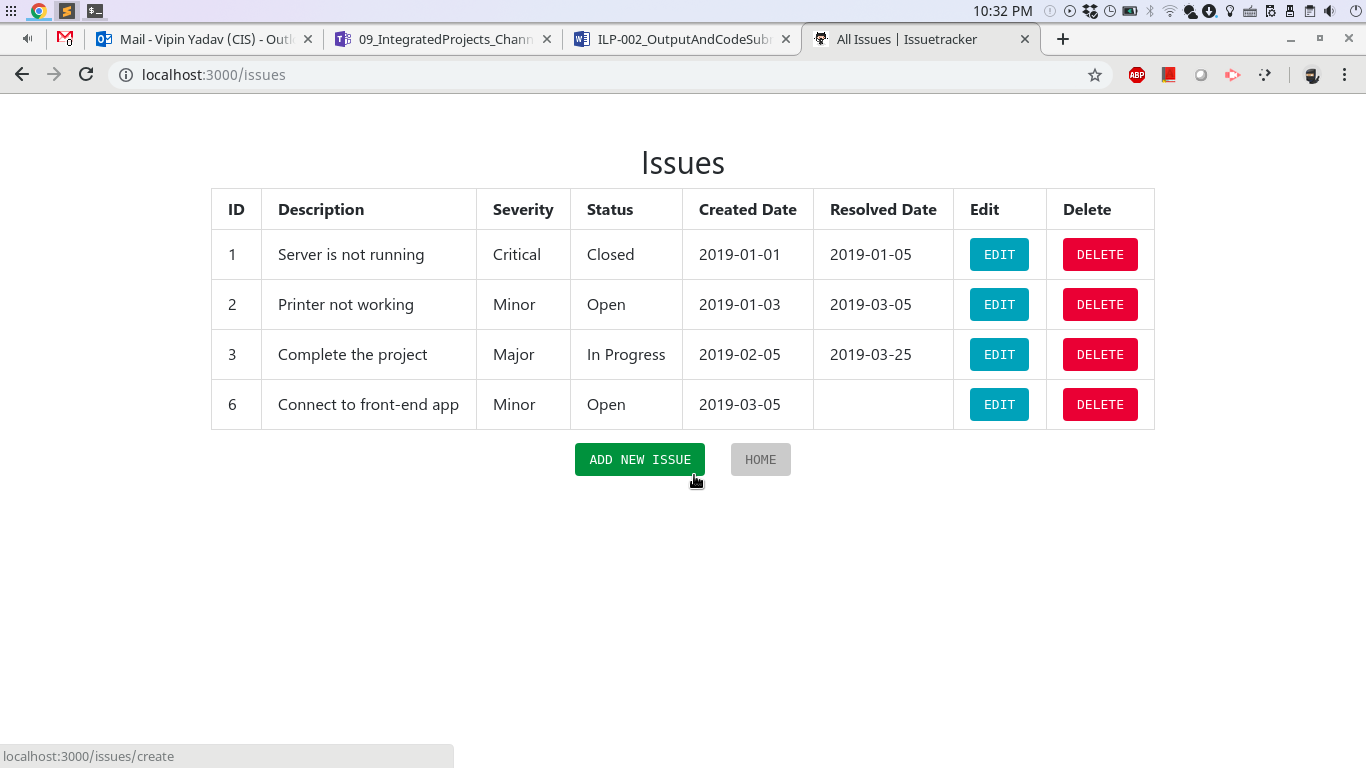 10:32 PM
Mail - Vipin Yadav (CIS) - Outl
09_IntegratedProjects_Chann
ILP-002_OutputAndCodeSubm
All Issues | Issuetracker
localhost:3000/issues
ABP
Issues
ID Description Severity Status Created Date Resolved Date Edit Delete
1 Server is not running Critical Closed 2019-01-01 2019-01-05 EDIT DELETE
2 Printer not working Minor Open 2019-01-03 2019-03-05 EDIT DELETE
3 Complete the project Major In Progress 2019-02-05 2019-03-25 EDIT DELETE
6 Connect to front-end app Minor Open 2019-03-05 EDIT DELETE
ADD NEW ISSUE HOME
localhost:3000/issues/create